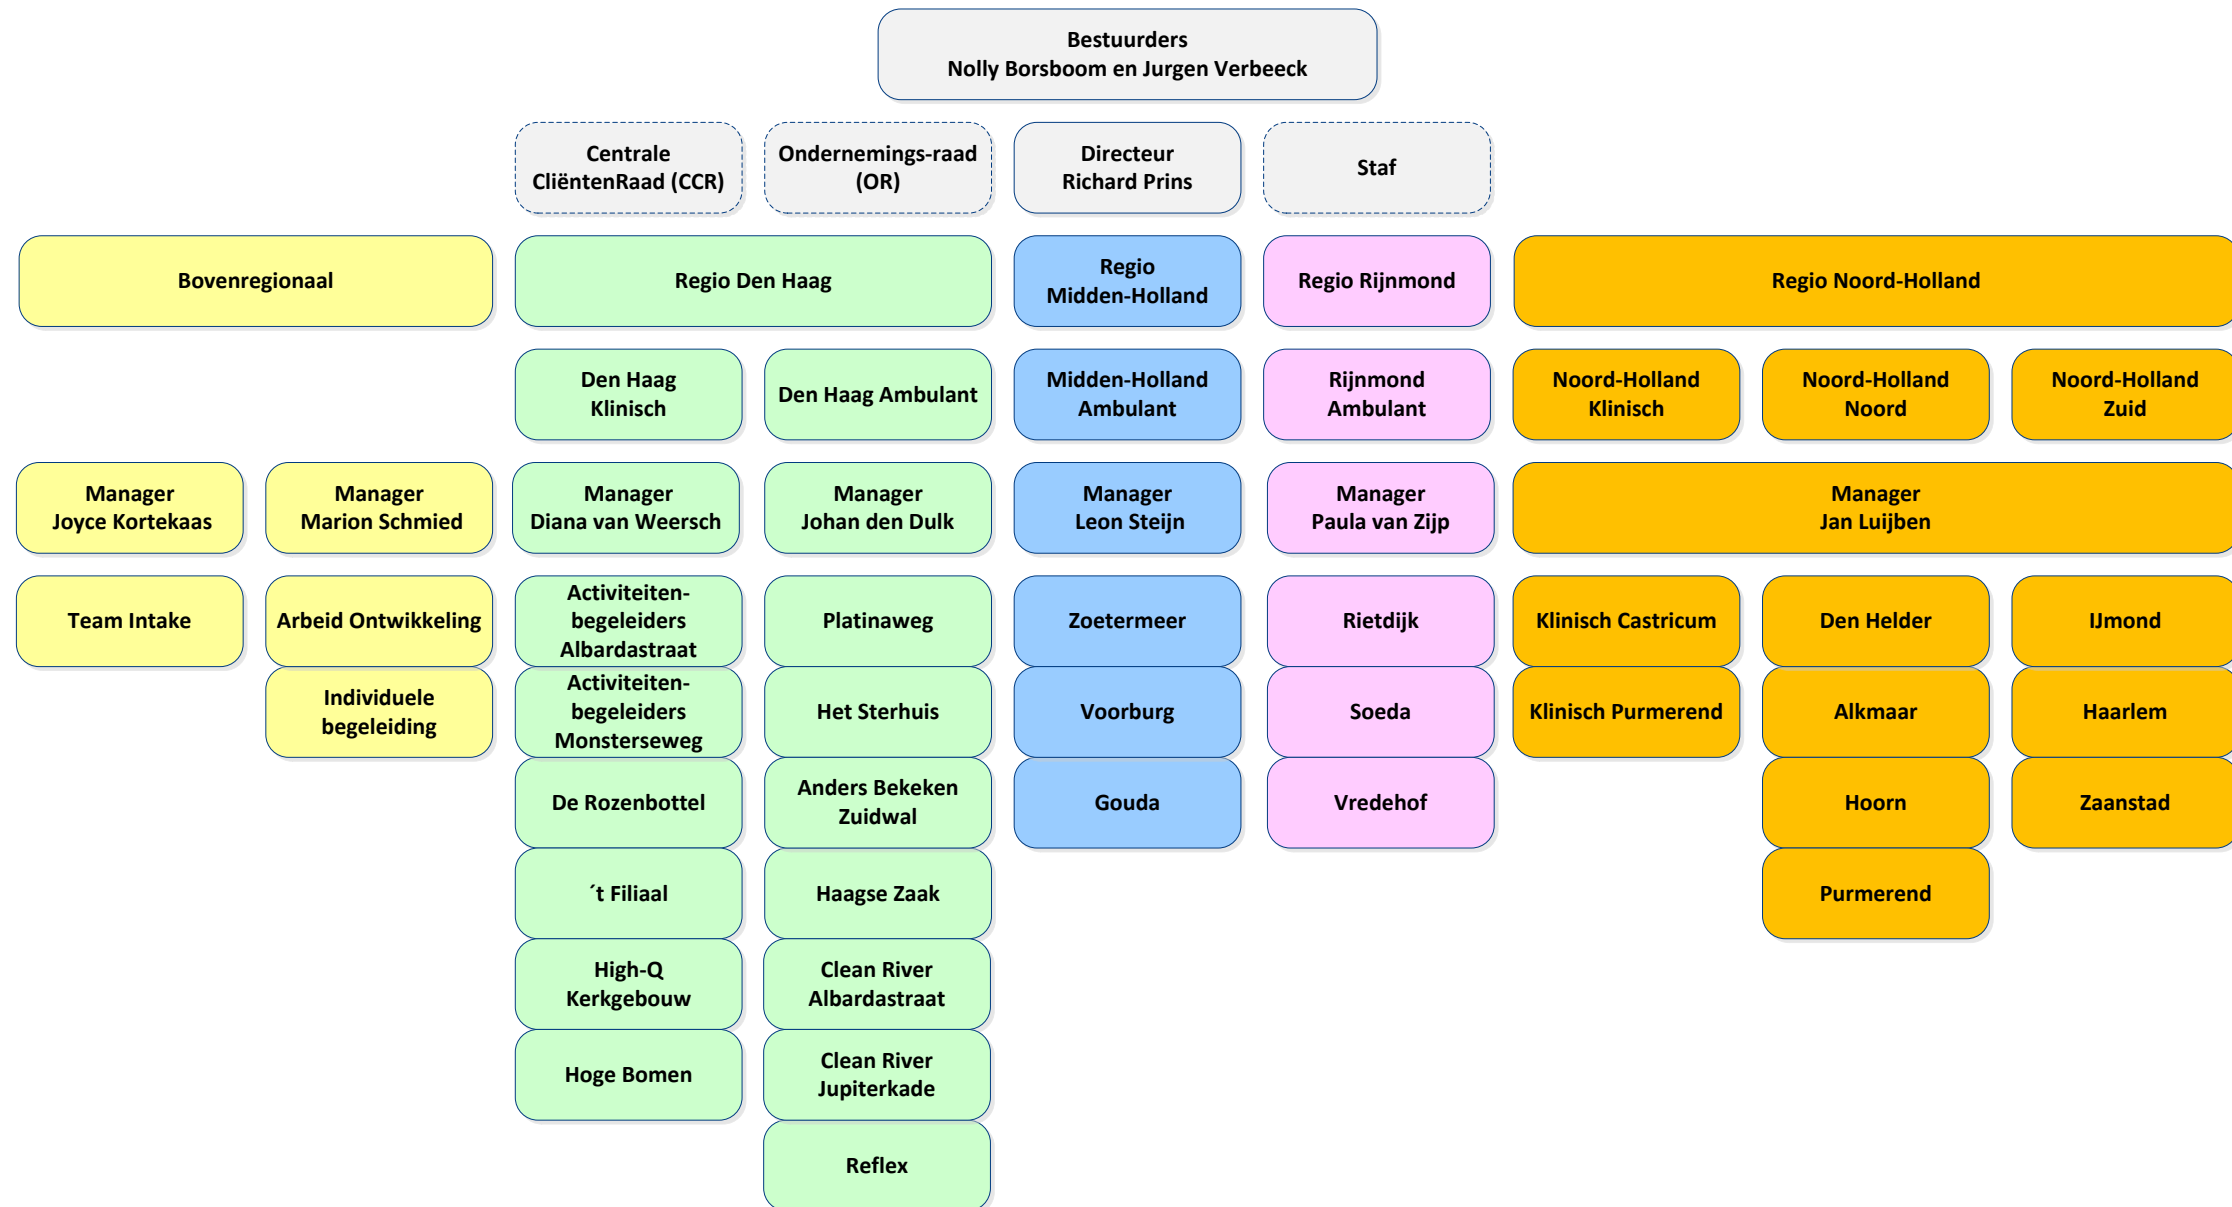 Bestuurders
Nolly Borsboom en Jurgen Verbeeck
Centrale
CliëntenRaad (CCR)
Ondernemings-raad
(OR)
Directeur
Richard Prins
Staf
Bovenregionaal
Regio Den Haag
Regio
Midden-Holland
Regio Rijnmond
Regio Noord-Holland
Den Haag
Klinisch
Den Haag Ambulant
Midden-Holland
Ambulant
Rijnmond
Ambulant
Noord-Holland
Klinisch
Noord-Holland
Noord
Noord-Holland
Zuid
Manager
Joyce Kortekaas
Manager
Marion Schmied
Manager
Diana van Weersch
Manager
Johan den Dulk
Manager
Leon Steijn
Manager
Paula van Zijp
Manager
Jan Luijben
Team Intake
Arbeid Ontwikkeling
Activiteiten-
begeleiders
Albardastraat
Platinaweg
Zoetermeer
Rietdijk
Klinisch Castricum
Den Helder
IJmond
Individuele
begeleiding
Activiteiten-
begeleiders
Monsterseweg
Het Sterhuis
Voorburg
Soeda
Klinisch Purmerend
Alkmaar
Haarlem
De Rozenbottel
Anders Bekeken
Zuidwal
Gouda
Vredehof
Hoorn
Zaanstad
´t Filiaal
Haagse Zaak
Purmerend
High-Q
Kerkgebouw
Clean River
Albardastraat
Hoge Bomen
Clean River
Jupiterkade
Reflex